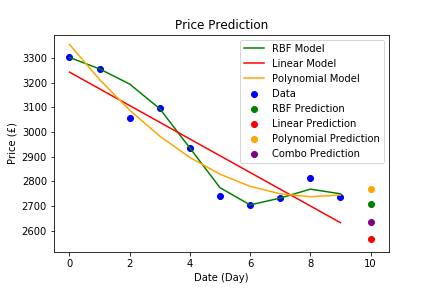 Price Prediction
Price (£)
3300
3200
3100
3000
2900
2800
2700
2600
RBF Model
Linear Model
Polynomial Model
Data
RBF Prediction
Linear Prediction
Polynomial Prediction
Combo Prediction
0 2 4 6 8 10
Date (Day)